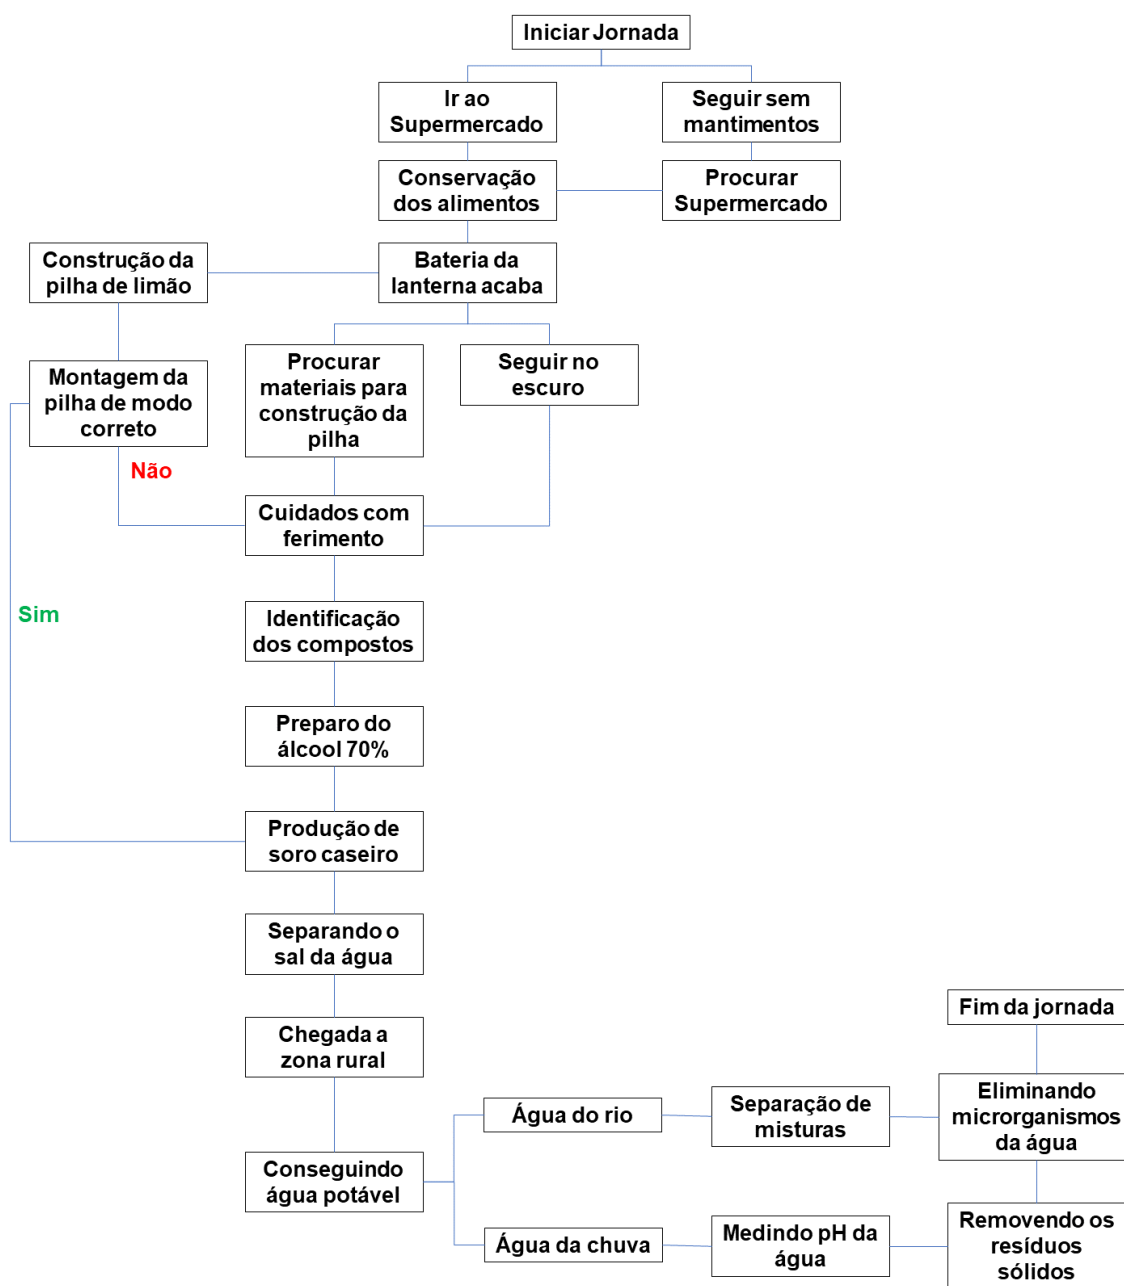 Iniciar Jornada
Ir ao
Supermercado
Seguir sem
mantimentos
Conservação
dos alimentos
Procurar
Supermercado
Construção da
pilha de limão
Bateria da
lanterna acaba
Montagem da
pilha de modo
correto
Procurar
materiais para
construção da
pilha
Seguir no
escuro
Não
Cuidados com
ferimento
Sim
Identificação
dos compostos
Preparo do
álcool 70%
Produção de
soro caseiro
Separando o
sal da água
Chegada a
zona rural
Conseguindo
água potável
Água do rio
Separação de
misturas
Eliminando
microrganismos
da água
Fim da jornada
Água da chuva
Medindo pH da
água
Removendo os
resíduos
sólidos